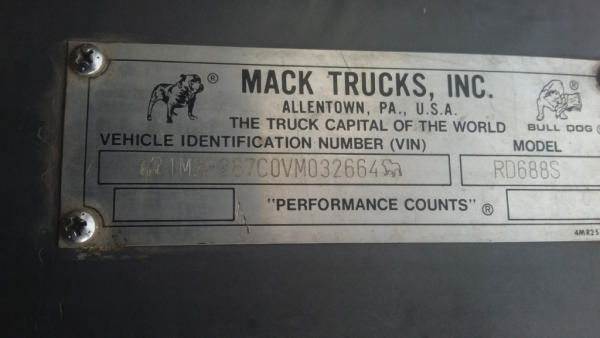 MACK TRUCKS, INC.
ALLENTOWN, PA., U.S.A.
THE TRUCK CAPITAL OF THE WORLD
BULL DOG ®
VEHICLE IDENTIFICATION NUMBER (VIN)
MODEL
RD688S
"PERFORMANCE COUNTS" ®
4MR25